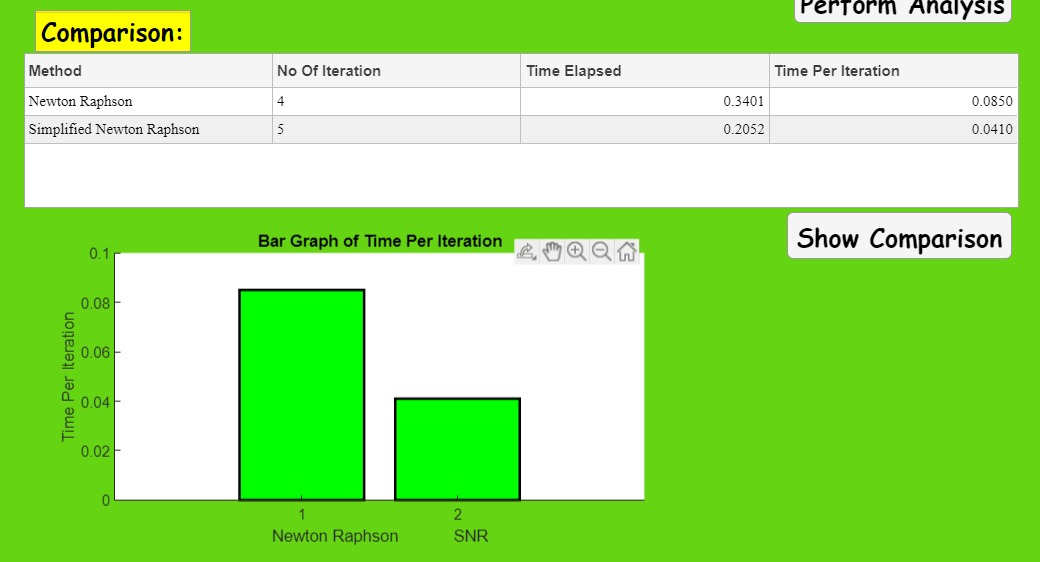 Perform Analysis
Comparison:
Method No Of Iteration Time Elapsed Time Per Iteration
Newton Raphson 4 0.3401 0.0850
Simplified Newton Raphson 5 0.2052 0.0410
Show Comparison
Bar Graph of Time Per Iteration
Time Per Iteration
0.1
0.08
0.06
0.04
0.02
0
1 2
Newton Raphson SNR